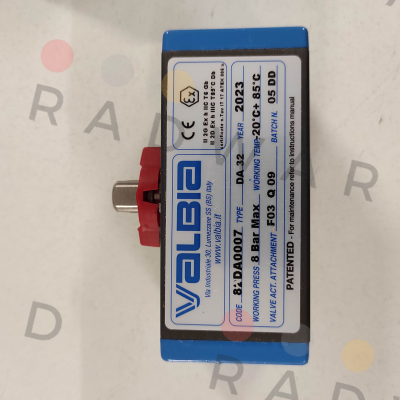 VALBIA
Via Industriale 30, Lumezzane SS (BS) Italy
www.valbia.it
CE Ex
II 2G Ex h IIC T6 Gb
II 2D Ex h IIIC T85°C Db
CODE 82DA0007 TYPE DA 32 YEAR 2023
WORKING PRESS 8 Bar Max WORKING TEMP -20°C+ 85°C
VALVE ACT. ATTACHMENT F03 Q 09 BATCH N. 05 DD
PATENTED - For maintenance refer to instructions manual
RADMAR
D RADMAR